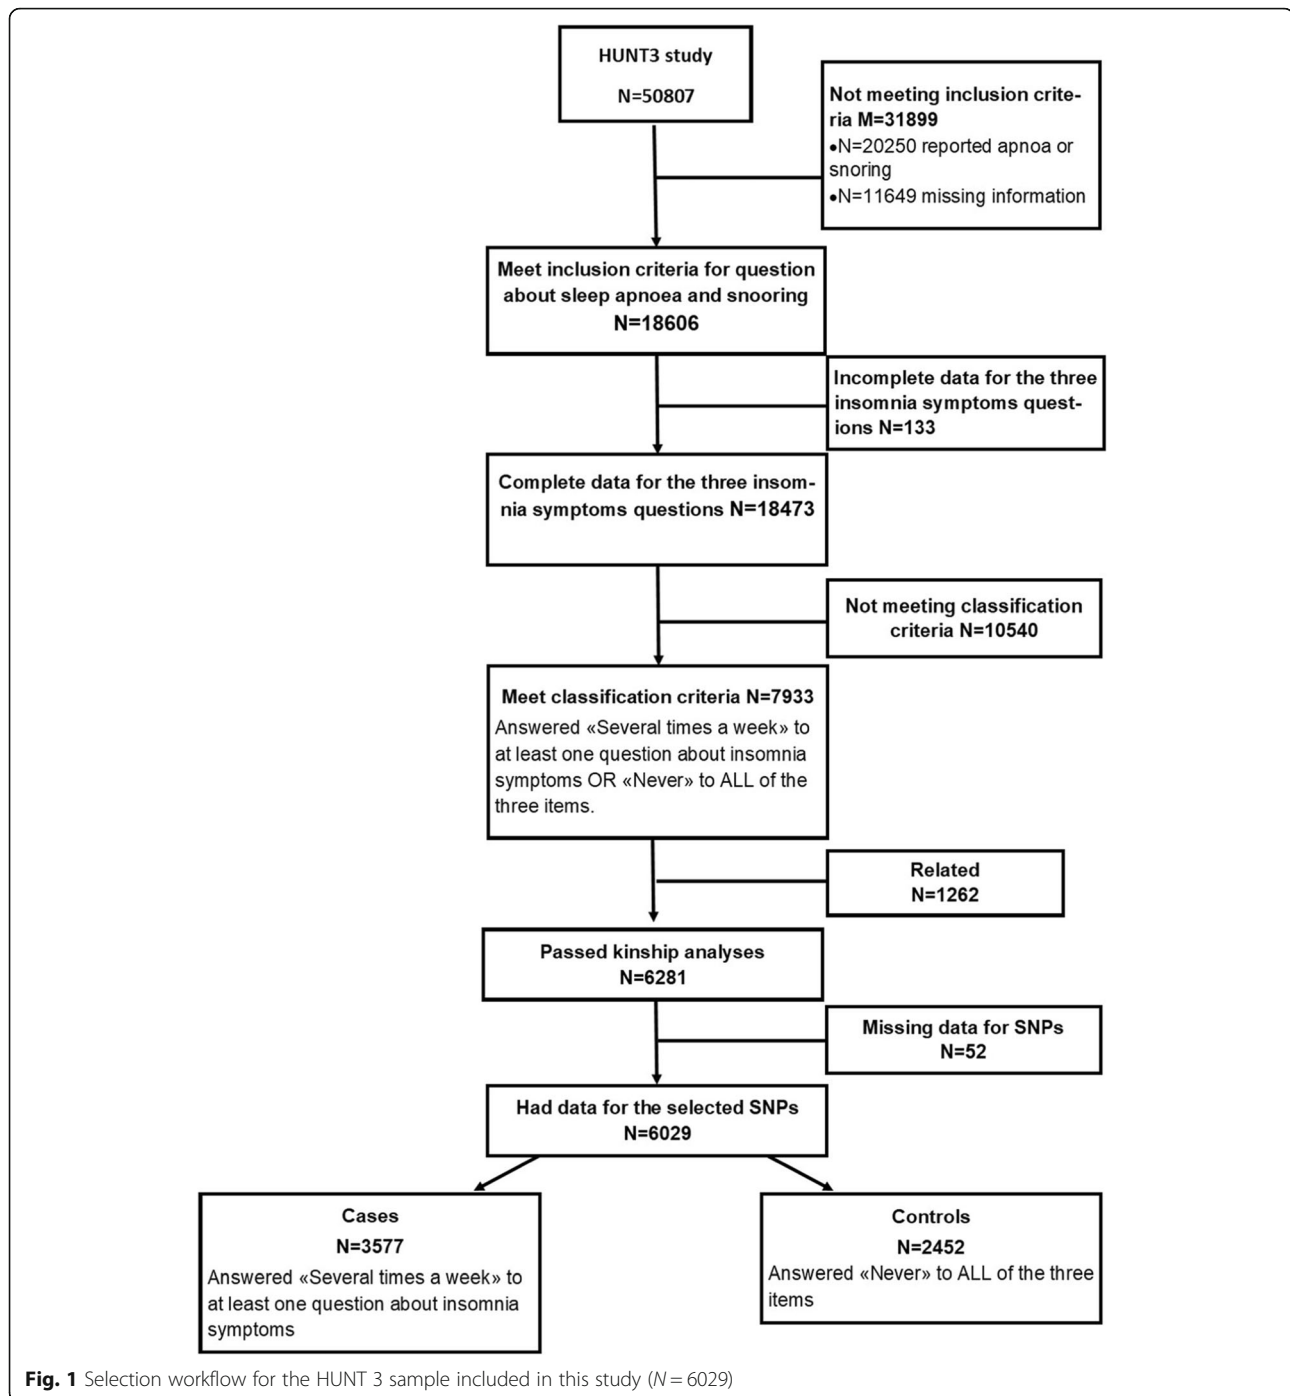 HUNT3 study
N=50807
Not meeting inclusion crite-
ria M=31899
•N=20250 reported apnoa or
snoring
•N=11649 missing information
Meet inclusion criteria for question
about sleep apnoea and snooring
N=18606
Incomplete data for the three
insomnia symptoms quest-
ions N=133
Complete data for the three insom-
nia symptoms questions N=18473
Not meeting classification
criteria N=10540
Meet classification criteria N=7933
Answered «Several times a week» to
at least one question about insomnia
symptoms OR «Never» to ALL of the
three items.
Related
N=1262
Passed kinship analyses
N=6281
Missing data for SNPs
N=52
Had data for the selected SNPs
N=6029
Cases
N=3577
Answered «Several times a week» to
at least one question about insomnia
symptoms
Controls
N=2452
Answered «Never» to ALL of the three
items
Fig. 1 Selection workflow for the HUNT 3 sample included in this study (N = 6029)